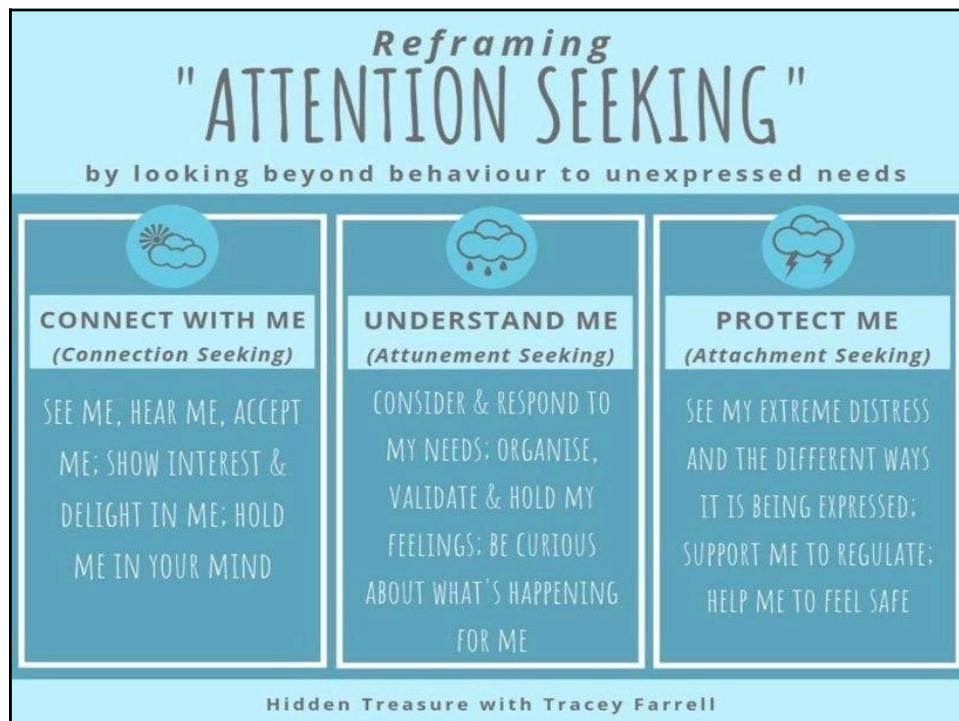 Reframing
"ATTENTION SEEKING"
by looking beyond behaviour to unexpressed needs
CONNECT WITH ME
(Connection Seeking)
SEE ME, HEAR ME, ACCEPT
ME; SHOW INTEREST &
DELIGHT IN ME; HOLD
ME IN YOUR MIND
UNDERSTAND ME
(Attunement Seeking)
CONSIDER & RESPOND TO
MY NEEDS; ORGANISE,
VALIDATE & HOLD MY
FEELINGS; BE CURIOUS
ABOUT WHAT'S HAPPENING
FOR ME
PROTECT ME
(Attachment Seeking)
SEE MY EXTREME DISTRESS
AND THE DIFFERENT WAYS
IT IS BEING EXPRESSED;
SUPPORT ME TO REGULATE;
HELP ME TO FEEL SAFE
Hidden Treasure with Tracey Farrell